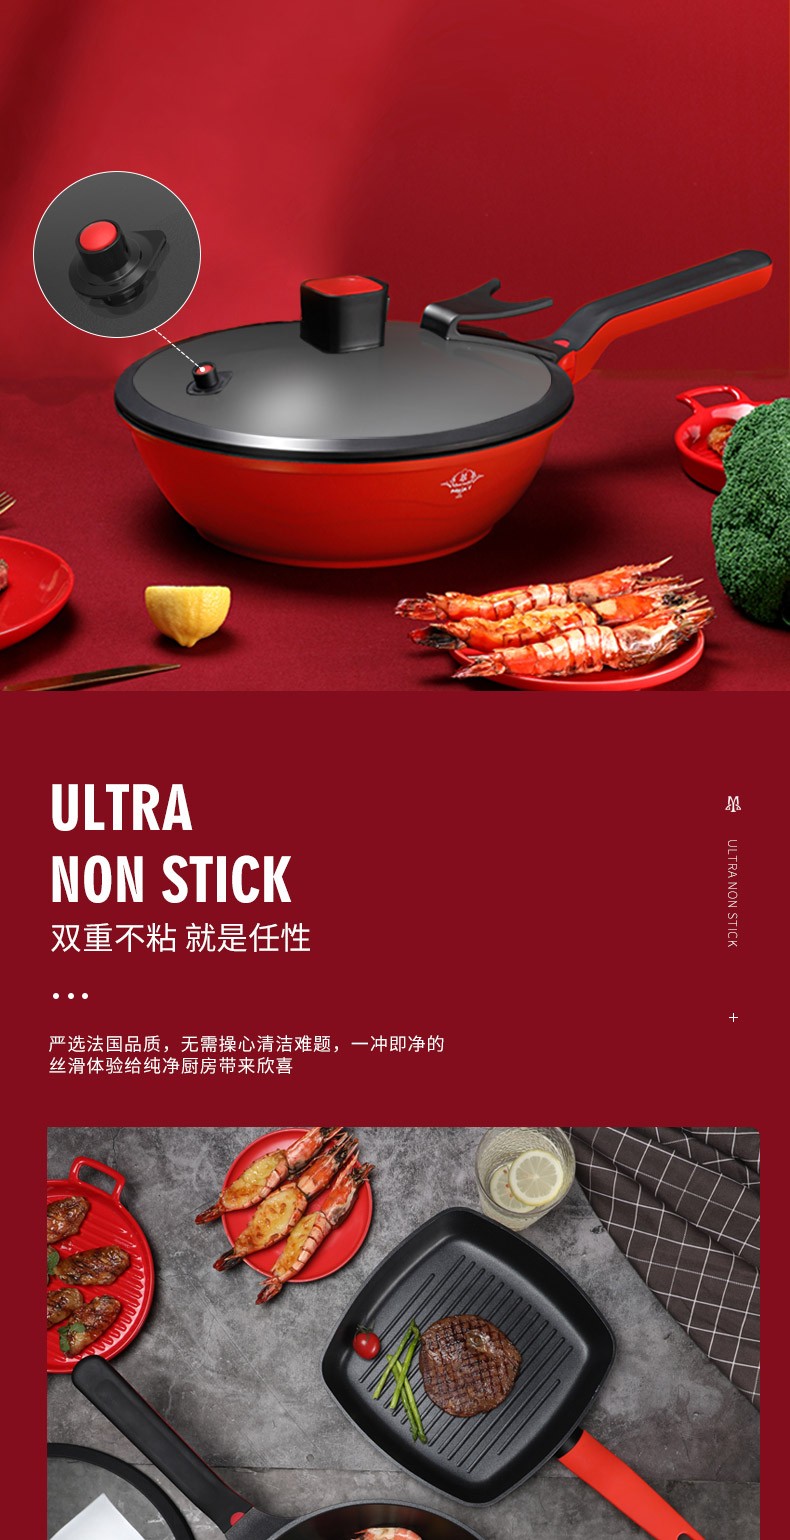 ULTRA
NON STICK
双重不粘 就是任性
严选法国品质，无需操心清洁难题，一冲即净的
丝滑体验给纯净厨房带来欣喜
ULTRA NON STICK